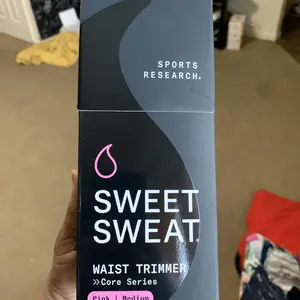 SPORTS
RESEARCH®
SWEET
SWEAT®
WAIST TRIMMER
>>Core Series
Pink | Medium